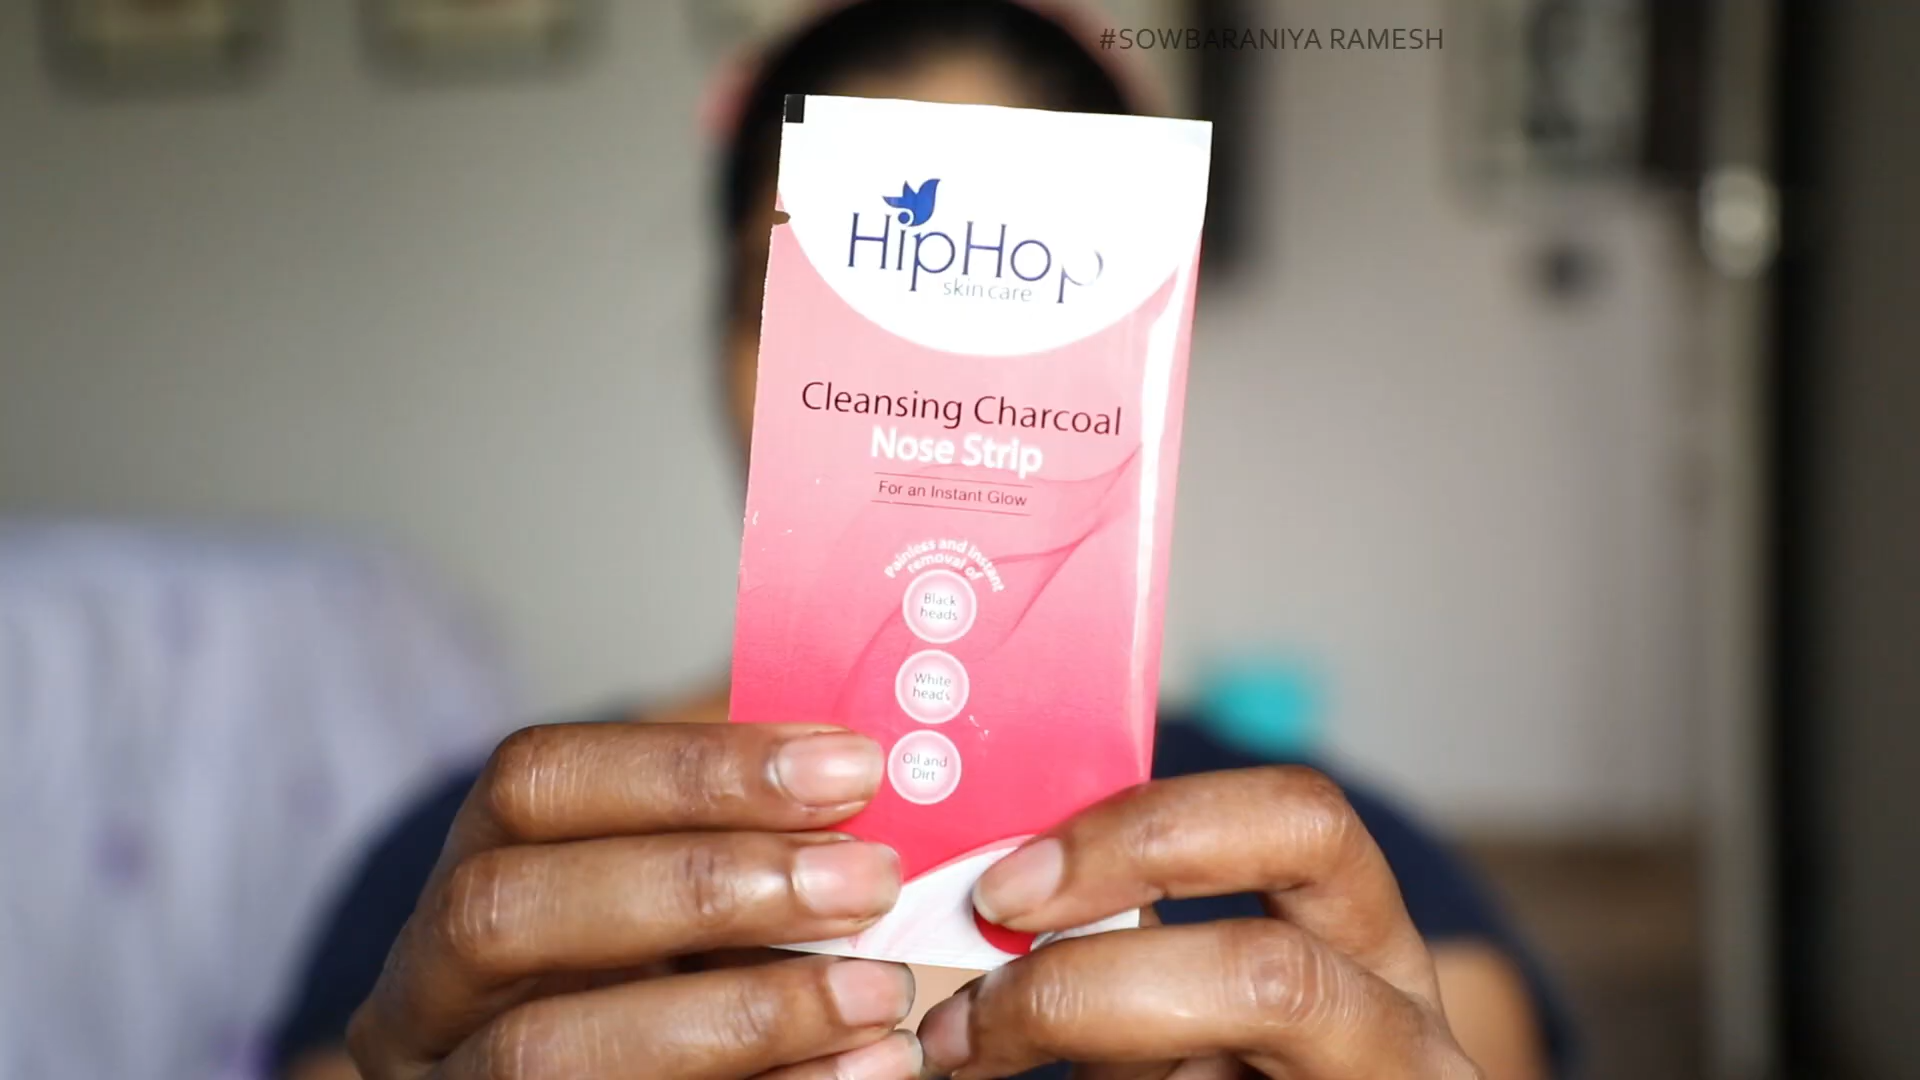 #SOWBARANIYA RAMESH
HipHop
skin care
Cleansing Charcoal
Nose Strip
For an Instant Glow
Painless and Instant
removal of
Black
heads
White
heads
Oil and
Dirt